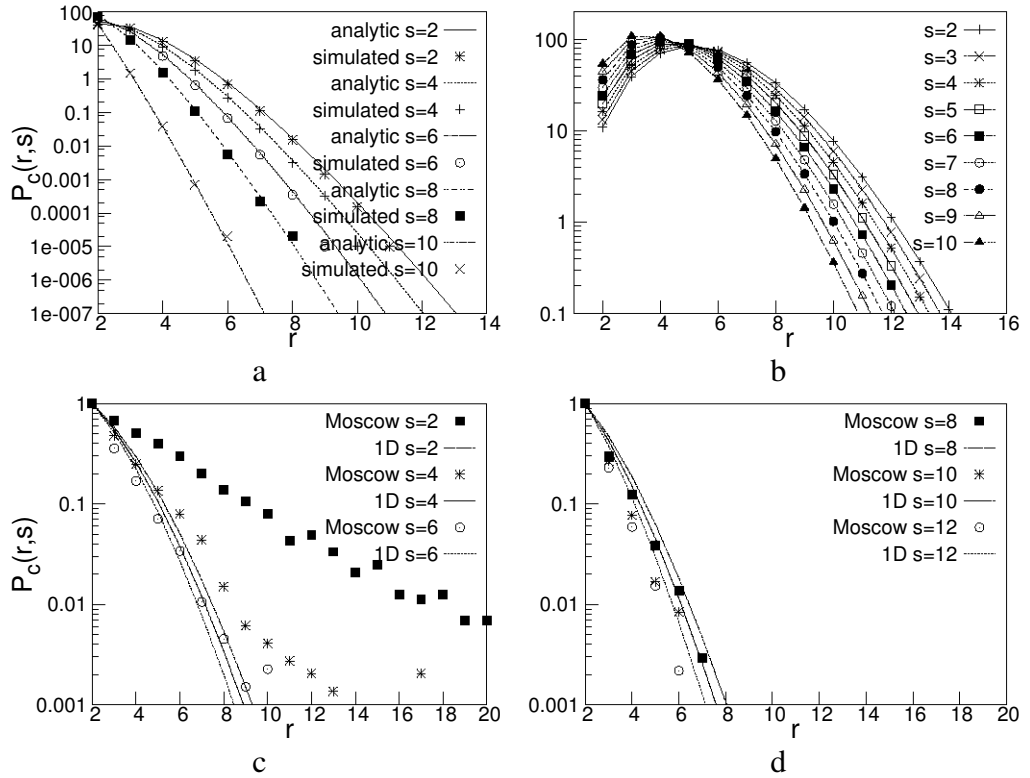 100
10
1
0.1
0.01
0.001
0.0001
1e-005
1e-006
1e-007
P_c(r,s)
analytic s=2
simulated s=2
analytic s=4
simulated s=4
analytic s=6
simulated s=6
analytic s=8
simulated s=8
analytic s=10
simulated s=10
2 4 6 8 10 12 14
r
a
100
10
1
0.1
s=2
s=3
s=4
s=5
s=6
s=7
s=8
s=9
s=10
2 4 6 8 10 12 14 16
r
b
1
0.1
0.01
0.001
P_c(r,s)
Moscow s=2
1D s=2
Moscow s=4
1D s=4
Moscow s=6
1D s=6
2 4 6 8 10 12 14 16 18 20
r
c
1
0.1
0.01
0.001
Moscow s=8
1D s=8
Moscow s=10
1D s=10
Moscow s=12
1D s=12
2 4 6 8 10 12 14 16 18 20
r
d